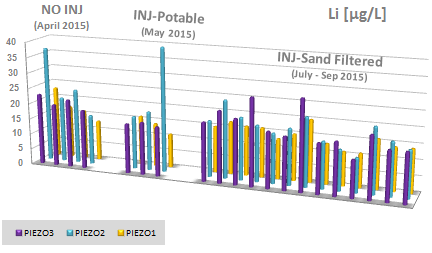 NO INJ
(April 2015)
INJ-Potable
(May 2015)
Li [µg/L]
INJ-Sand Filtered
(July - Sep 2015)
40
35
30
25
20
15
10
5
0
PIEZO3 PIEZO2 PIEZO1